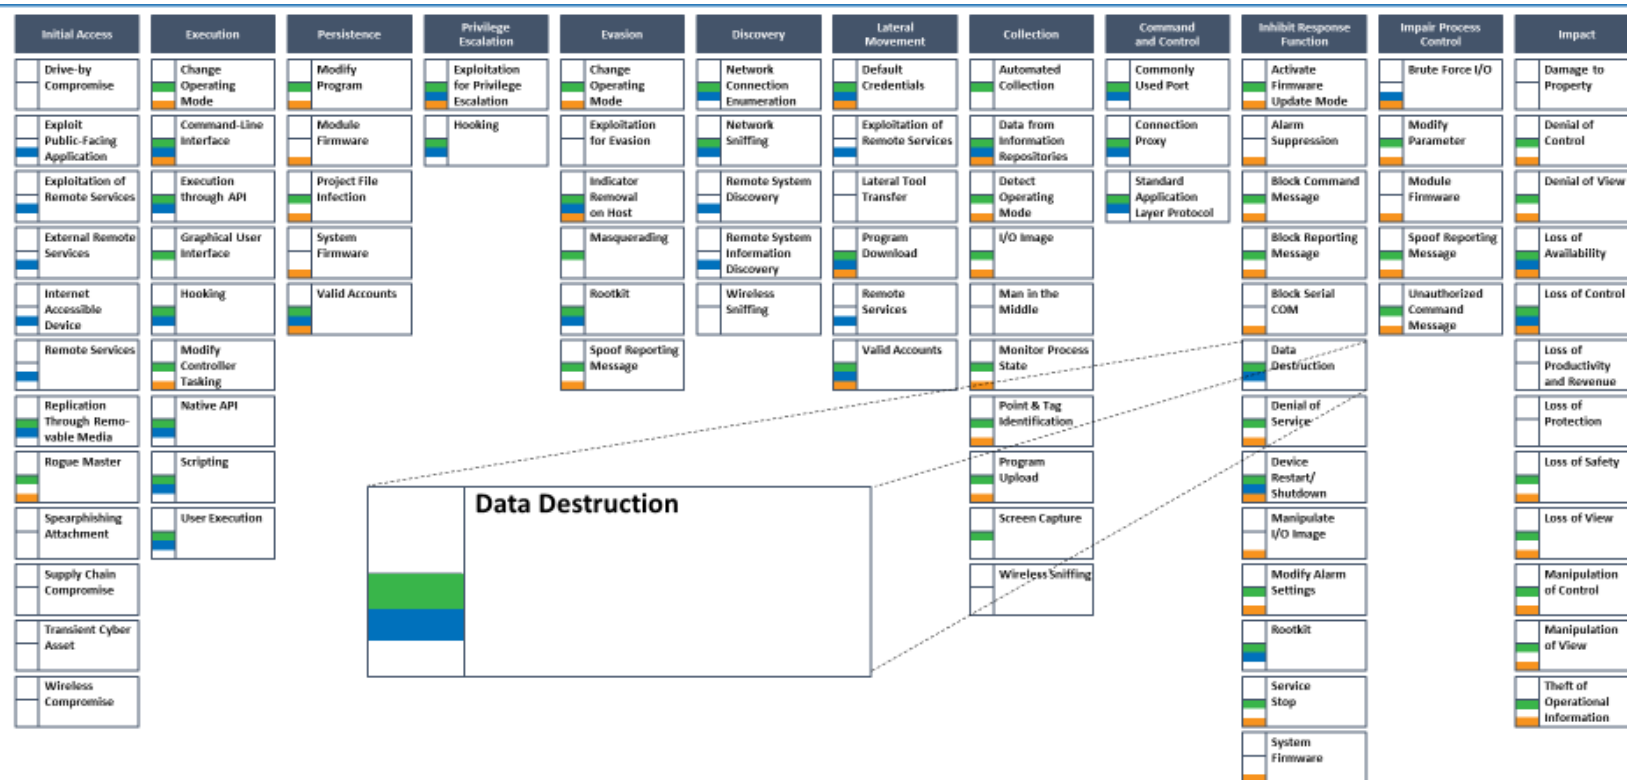 Initial Access
Execution
Persistence
Privilege
Escalation
Evasion
Discovery
Lateral
Movement
Collection
Command
and Control
Inhibit Response
Function
Impair Process
Control
Impact
Drive-by
Compromise
Exploit
Public-Facing
Application
Exploitation of
Remote Services
External Remote
Services
Internet
Accessible
Device
Remote Services
Replication
Through Remo-
vable Media
Rogue Master
Spearphishing
Attachment
Supply Chain
Compromise
Transient Cyber
Asset
Wireless
Compromise
Change
Operating
Mode
Command-Line
Interface
Execution
through API
Graphical User
Interface
Hooking
Modify
Controller
Tasking
Native API
Scripting
User Execution
Modify
Program
Module
Firmware
Project File
Infection
System
Firmware
Valid Accounts
Exploitation
for Privilege
Escalation
Hooking
Change
Operating
Mode
Exploitation
for Evasion
Indicator
Removal
on Host
Masquerading
Rootkit
Spoof Reporting
Message
Network
Connection
Enumeration
Network
Sniffing
Remote System
Discovery
Remote System
Information
Discovery
Wireless
Sniffing
Default
Credentials
Exploitation of
Remote Services
Lateral Tool
Transfer
Program
Download
Remote
Services
Valid Accounts
Automated
Collection
Data from
Information
Repositories
Detect
Operating
Mode
I/O Image
Man in the
Middle
Monitor Process
State
Point & Tag
Identification
Program
Upload
Screen Capture
Wireless Sniffing
Commonly
Used Port
Connection
Proxy
Standard
Application
Layer Protocol
Activate
Firmware
Update Mode
Alarm
Suppression
Block Command
Message
Block Reporting
Message
Block Serial
COM
Data
Destruction
Denial of
Service
Device
Restart/
Shutdown
Manipulate
I/O Image
Modify Alarm
Settings
Rootkit
Service
Stop
System
Firmware
Brute Force I/O
Modify
Parameter
Module
Firmware
Spoof Reporting
Message
Unauthorized
Command
Message
Damage to
Property
Denial of
Control
Denial of View
Loss of
Availability
Loss of Control
Loss of
Productivity
and Revenue
Loss of
Protection
Loss of Safety
Loss of View
Manipulation
of Control
Manipulation
of View
Theft of
Operational
Information
Data Destruction